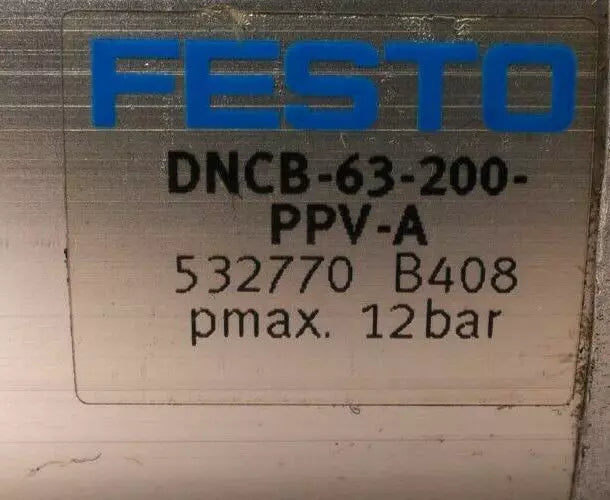 FESTO
DNCB-63-200-
PPV-A
532770 B408
pmax. 12bar